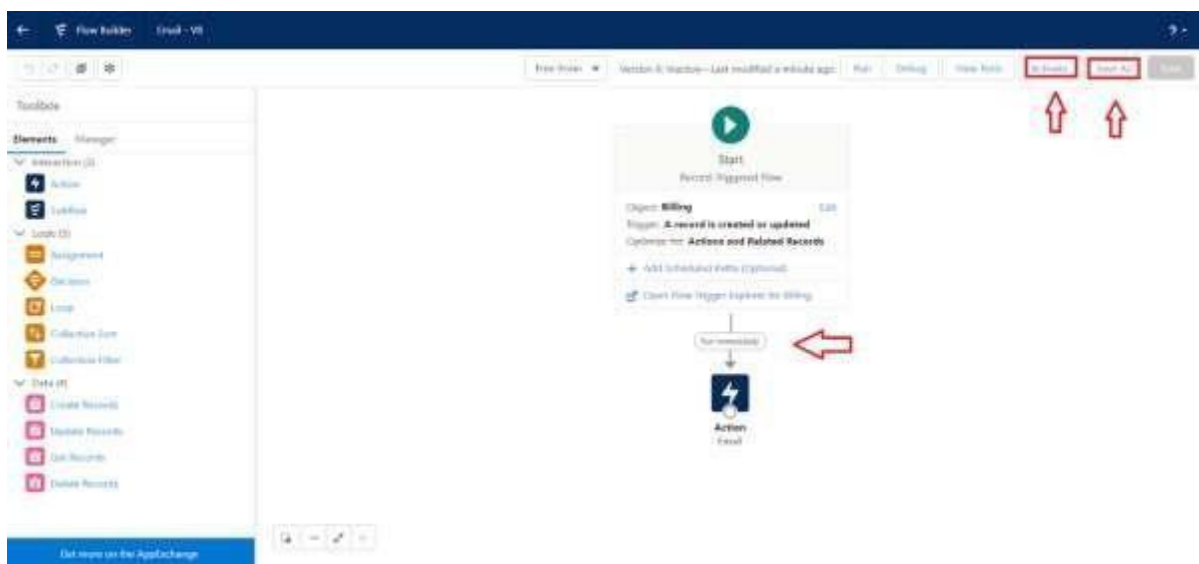 Flow Builder
Email - V8
?
Free-Form
Version 8: Inactive—Last modified a minute ago
Run
Debug
View Tests
Activate
Save As
Save
Toolbox
Elements
Manager
Interaction (2)
Action
Subflow
Logic (5)
Assignment
Decision
Loop
Collection Sort
Collection Filter
Data (4)
Create Records
Update Records
Get Records
Delete Records
Get more on the AppExchange
Start
Record-Triggered Flow
Object: Billing
Edit
Trigger: A record is created or updated
Optimize for: Actions and Related Records
+ Add Scheduled Paths (Optional)
Open Flow Trigger Explorer for Billing
Run Immediately
Action
Email